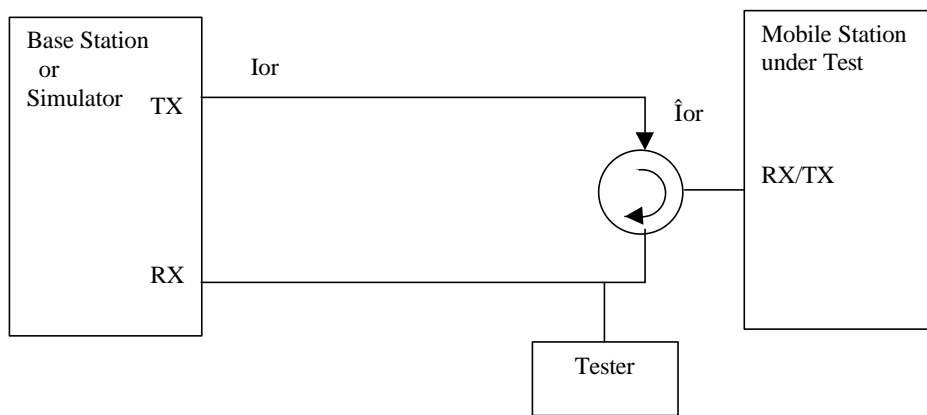 Base Station
or
Simulator
TX
Ior
Îor
Mobile Station
under Test
RX/TX
RX
Tester